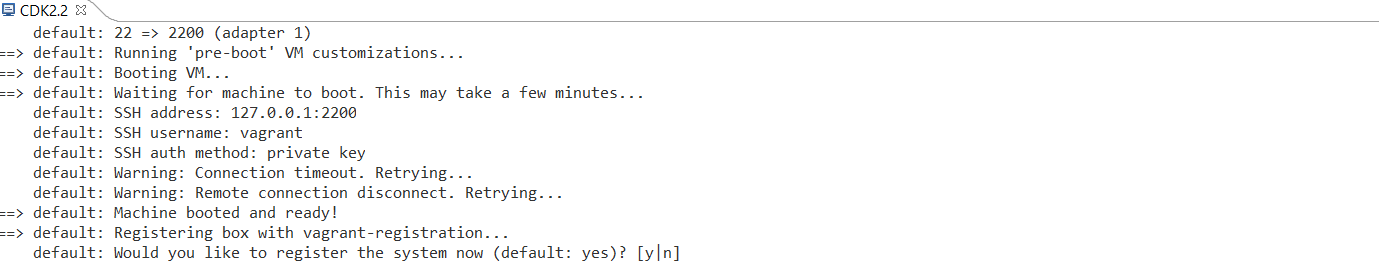 CDK2.2
default: 22 => 2200 (adapter 1)
==> default: Running 'pre-boot' VM customizations...
==> default: Booting VM...
==> default: Waiting for machine to boot. This may take a few minutes...
default: SSH address: 127.0.0.1:2200
default: SSH username: vagrant
default: SSH auth method: private key
default: Warning: Connection timeout. Retrying...
default: Warning: Remote connection disconnect. Retrying...
==> default: Machine booted and ready!
==> default: Registering box with vagrant-registration...
default: Would you like to register the system now (default: yes)? [y|n]